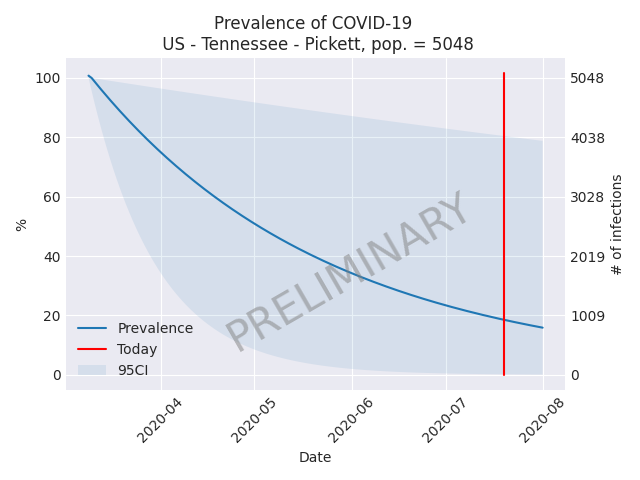 Prevalence of COVID-19
US - Tennessee - Pickett, pop. = 5048
100
80
60
40
20
0
%
5048
4038
3028
2019
1009
0
# of infections
PRELIMINARY
Prevalence
Today
95CI
2020-04
2020-05
2020-06
2020-07
2020-08
Date